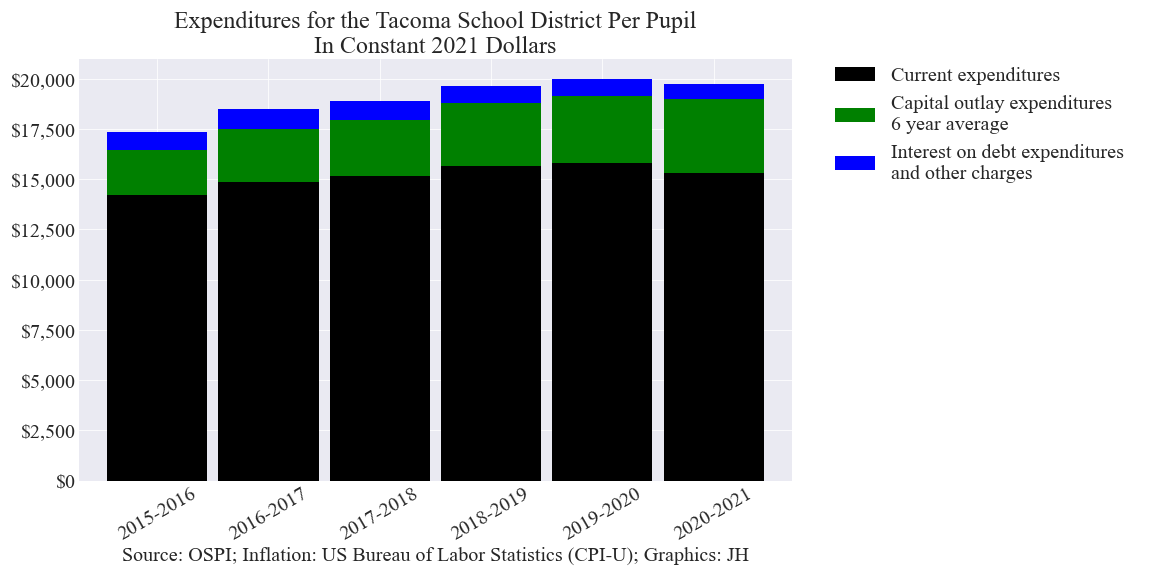 Expenditures for the Tacoma School District Per Pupil
In Constant 2021 Dollars
$20,000
$17,500
$15,000
$12,500
$10,000
$7,500
$5,000
$2,500
$0
Current expenditures
Capital outlay expenditures
6 year average
Interest on debt expenditures
and other charges
2015-2016
2016-2017
2017-2018
2018-2019
2019-2020
2020-2021
Source: OSPI; Inflation: US Bureau of Labor Statistics (CPI-U); Graphics: JH